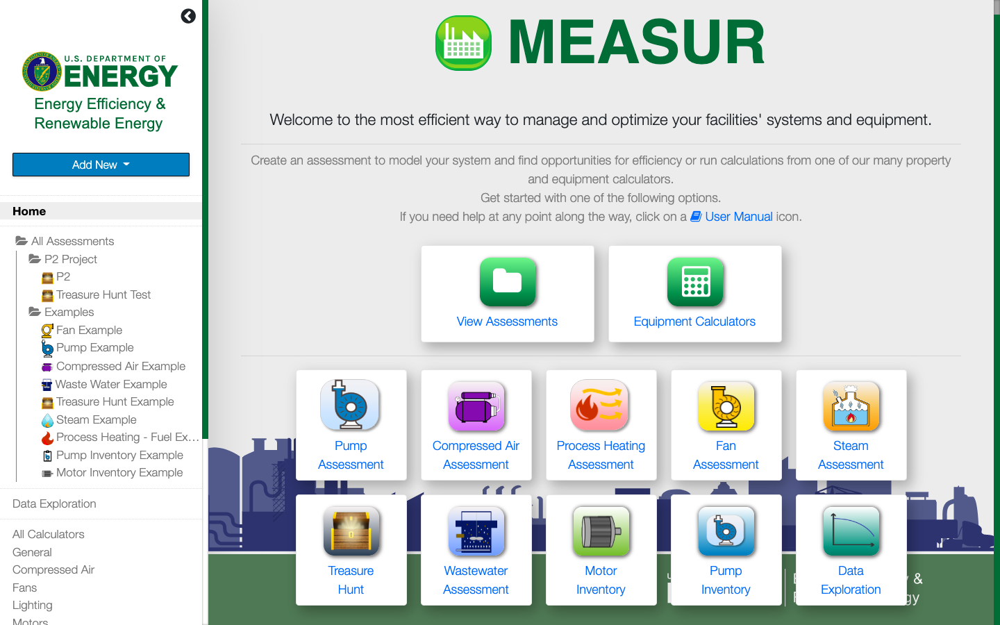 U.S. DEPARTMENT OF
ENERGY
Energy Efficiency &
Renewable Energy
Add New
Home
All Assessments
P2 Project
P2
Treasure Hunt Test
Examples
Fan Example
Pump Example
Compressed Air Example
Waste Water Example
Treasure Hunt Example
Steam Example
Process Heating - Fuel Ex...
Pump Inventory Example
Motor Inventory Example
Data Exploration
All Calculators
General
Compressed Air
Fans
Lighting
Motors
MEASUR
Welcome to the most efficient way to manage and optimize your facilities' systems and equipment.
Create an assessment to model your system and find opportunities for efficiency or run calculations from one of our many property
and equipment calculators.
Get started with one of the following options.
If you need help at any point along the way, click on a User Manual icon.
View Assessments
Equipment Calculators
Pump
Assessment
Compressed Air
Assessment
Process Heating
Assessment
Fan
Assessment
Steam
Assessment
Treasure
Hunt
Wastewater
Assessment
Motor
Inventory
Pump
Inventory
Data
Exploration